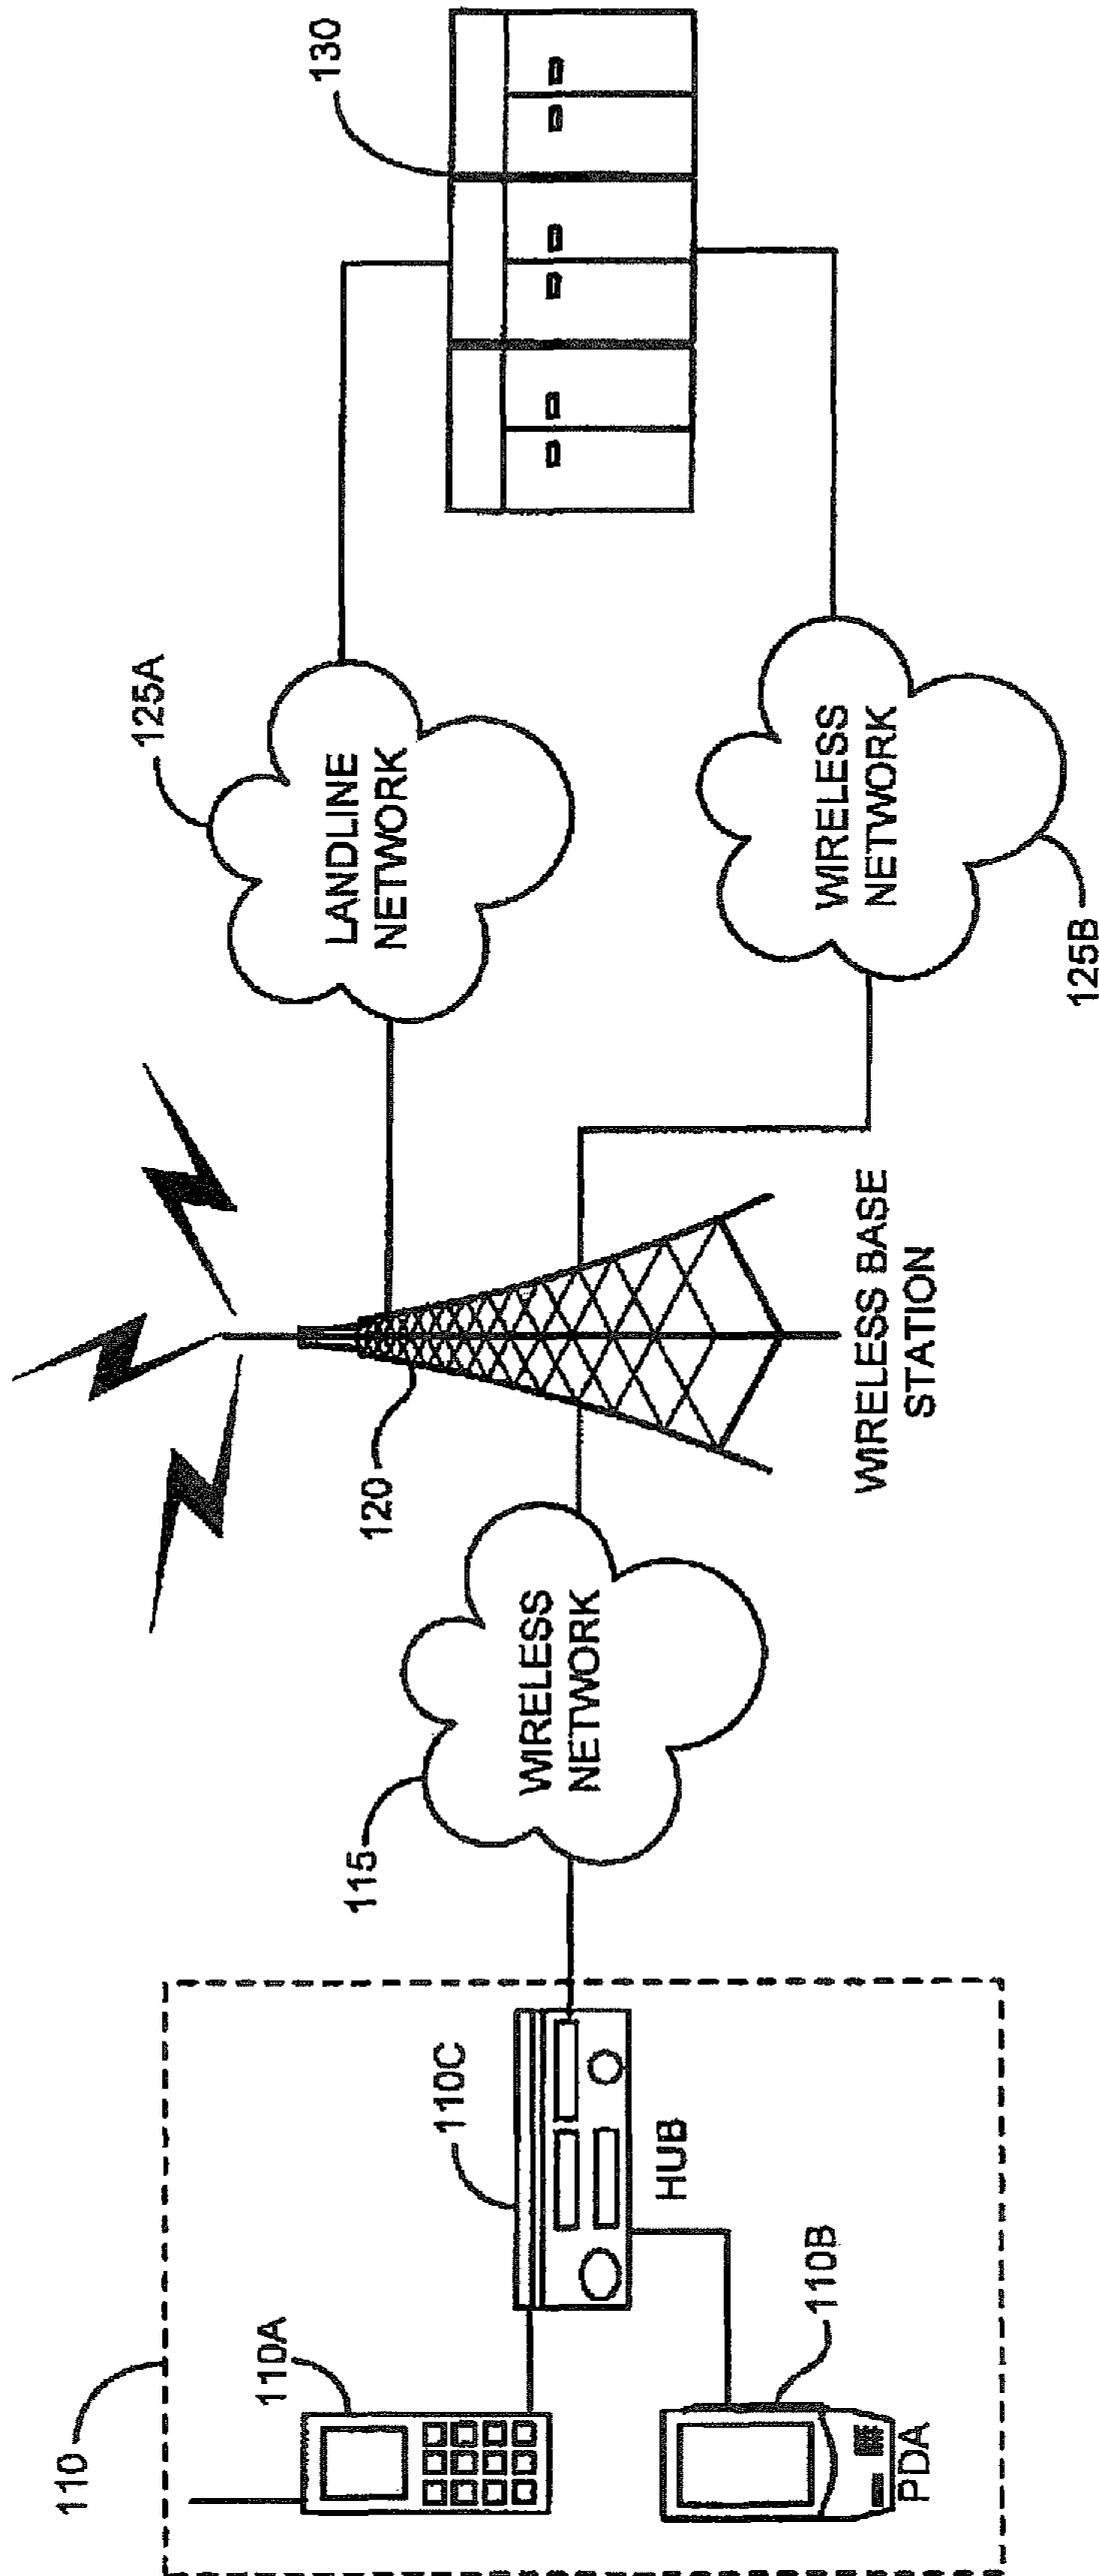 110
110A
110C
HUB
110B
PDA
115
WIRELESS
NETWORK
120
WIRELESS BASE
STATION
125A
LANDLINE
NETWORK
WIRELESS
NETWORK
125B
130